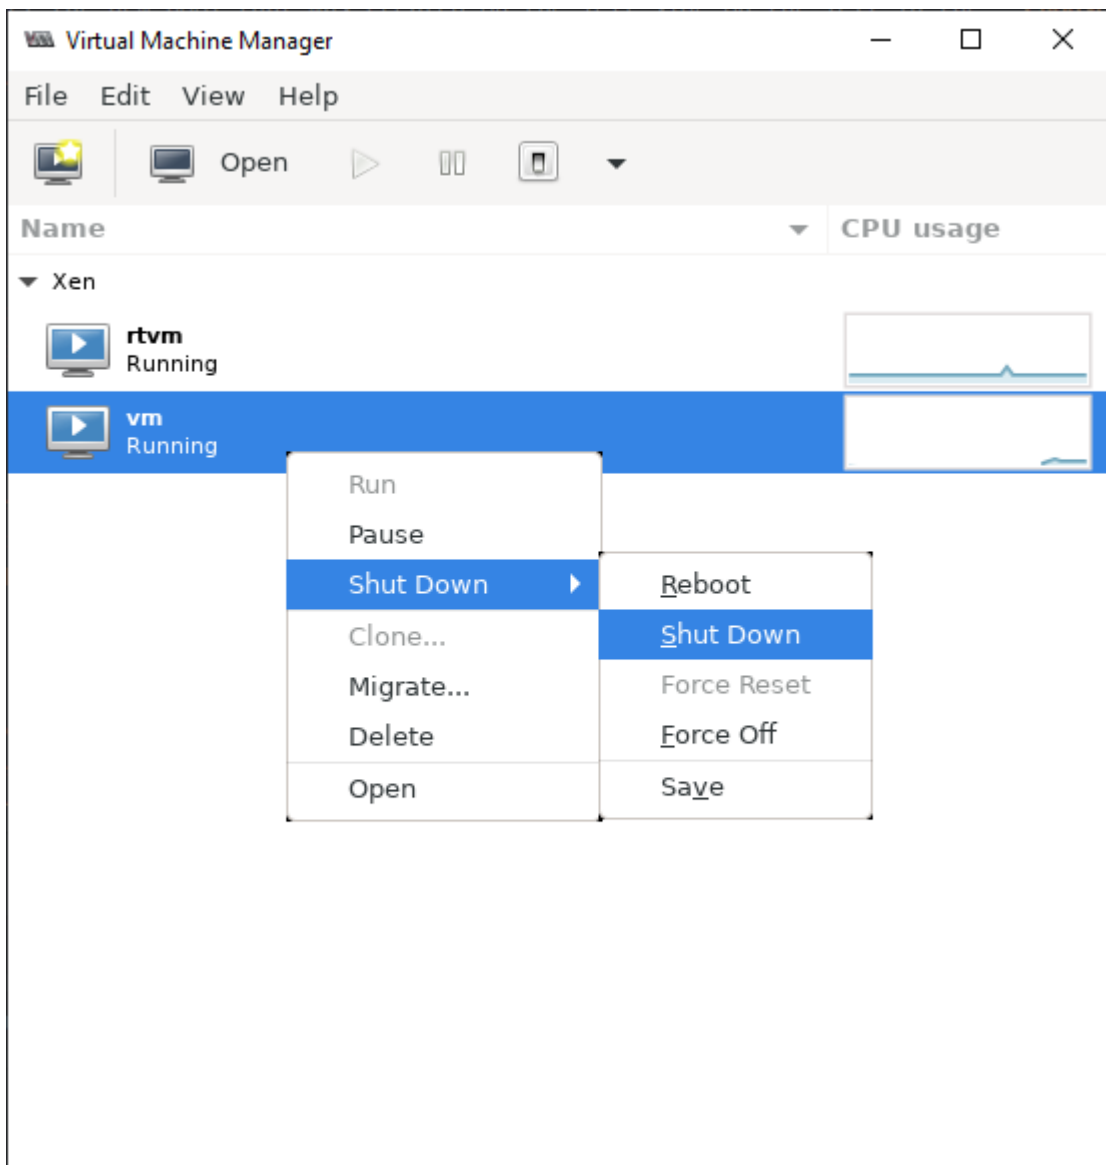 Virtual Machine Manager
File Edit View Help
Open
Name CPU usage
Xen
rtvm
Running
vm
Running
Run
Pause
Shut Down
Clone...
Migrate...
Delete
Open
Reboot
Shut Down
Force Reset
Force Off
Save